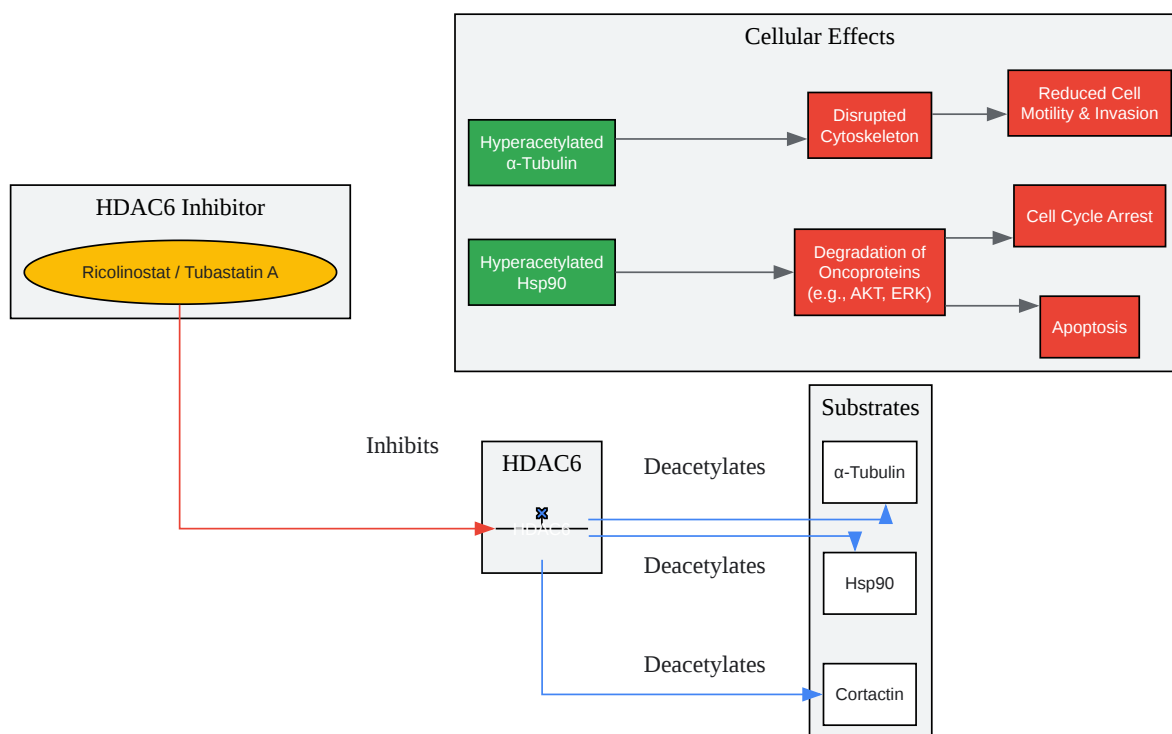 Cellular Effects
Reduced Cell
Motility & Invasion
Disrupted
Cytoskeleton
Hyperacetylated
α-Tubulin
HDAC6 Inhibitor
Ricolinostat / Tubastatin A
Cell Cycle Arrest
Hyperacetylated
Hsp90
Degradation of
Oncoproteins
(e.g., AKT, ERK)
Apoptosis
Substrates
Inhibits
HDAC6
HDAC6
Deacetylates
α-Tubulin
Deacetylates
Hsp90
Deacetylates
Cortactin